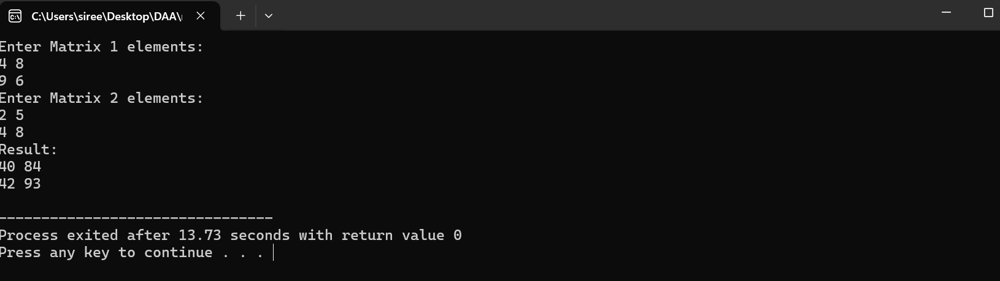 C:\Users\siree\Desktop\DAA\
Enter Matrix 1 elements:
4 8
9 6
Enter Matrix 2 elements:
2 5
4 8
Result:
40 84
42 93
--------------------------------
Process exited after 13.73 seconds with return value 0
Press any key to continue . . .